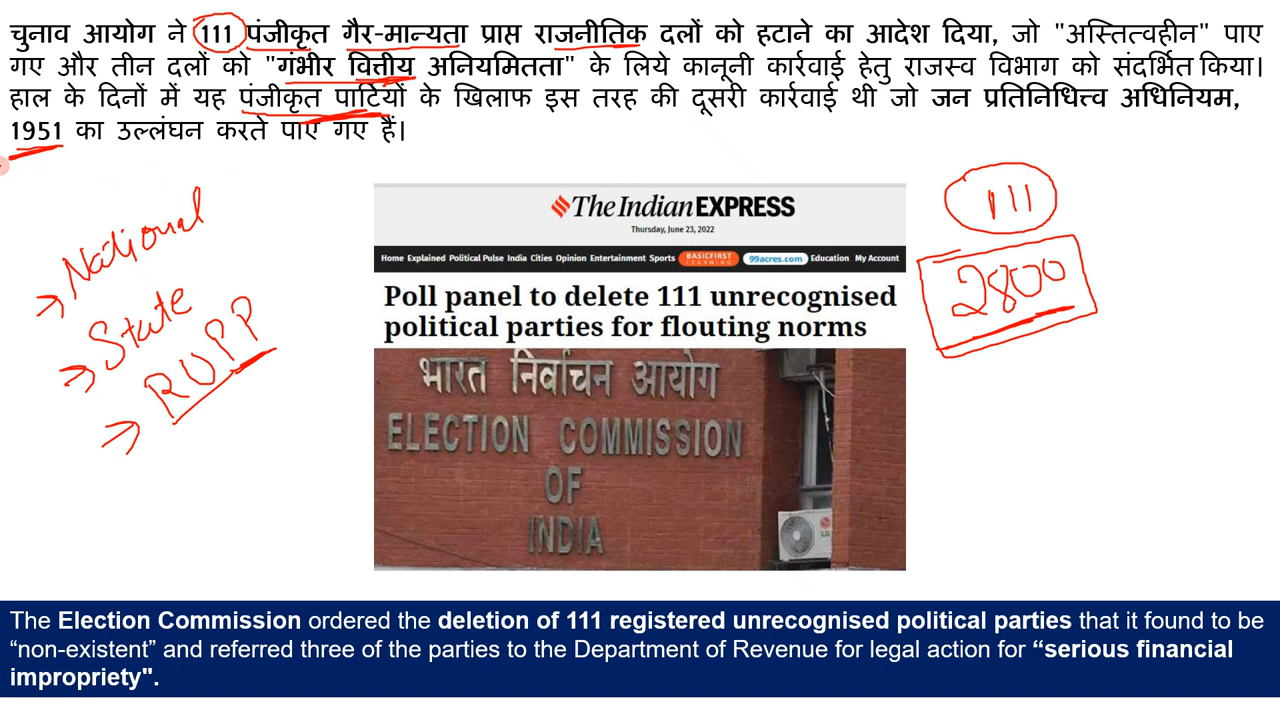 चुनाव आयोग ने 111 पंजीकृत गैर-मान्यता प्राप्त राजनीतिक दलों को हटाने का आदेश दिया, जो "अस्तित्वहीन" पाए
गए और तीन दलों को "गंभीर वित्तीय अनियमितता" के लिये कानूनी कार्रवाई हेतु राजस्व विभाग को संदर्भित किया।
हाल के दिनों में यह पंजीकृत पार्टियों के खिलाफ इस तरह की दूसरी कार्रवाई थी जो जन प्रतिनिधित्त्व अधिनियम,
1951 का उल्लंघन करते पाए गए हैं।
National
State
RUPP
The Indian EXPRESS
Thursday, June 23, 2022
Home Explained Political Pulse India Cities Opinion Entertainment Sports BASICFIRST LEARNING 99acres.com Education My Account
Poll panel to delete 111 unrecognised
political parties for flouting norms
भारत निर्वाचन आयोग
ELECTION COMMISSION
OF
INDIA
LG
111
2800
The Election Commission ordered the deletion of 111 registered unrecognised political parties that it found to be
“non-existent” and referred three of the parties to the Department of Revenue for legal action for “serious financial
impropriety".